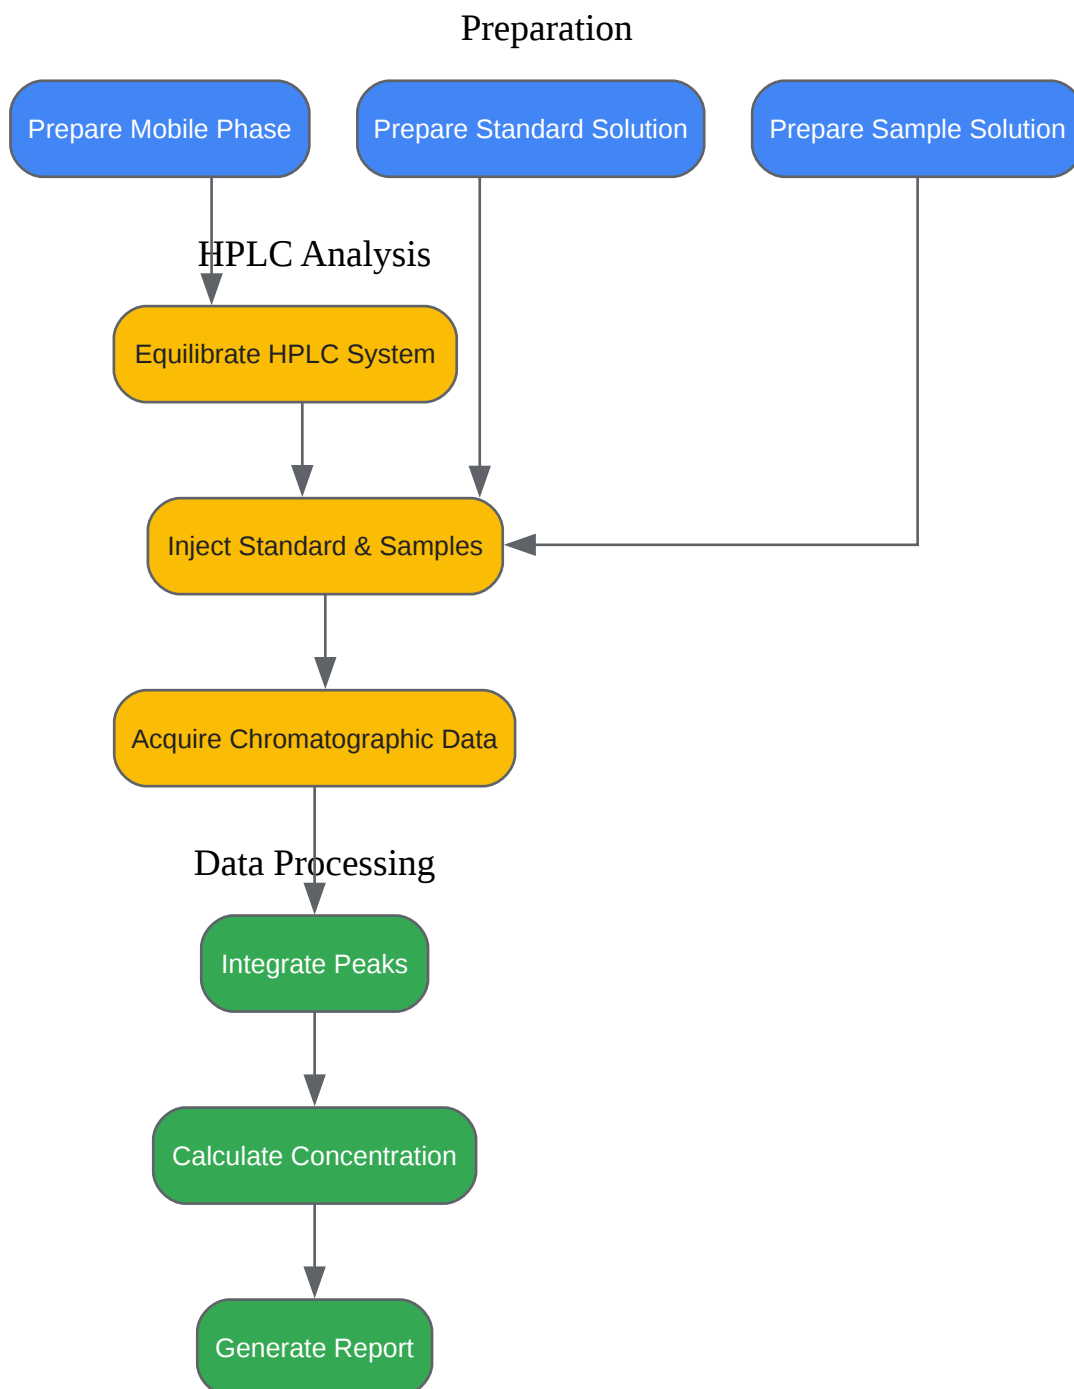 Preparation
Prepare Mobile Phase
Prepare Standard Solution
Prepare Sample Solution
HPLC Analysis
Equilibrate HPLC System
Inject Standard & Samples
Acquire Chromatographic Data
Data Processing
Integrate Peaks
Calculate Concentration
Generate Report